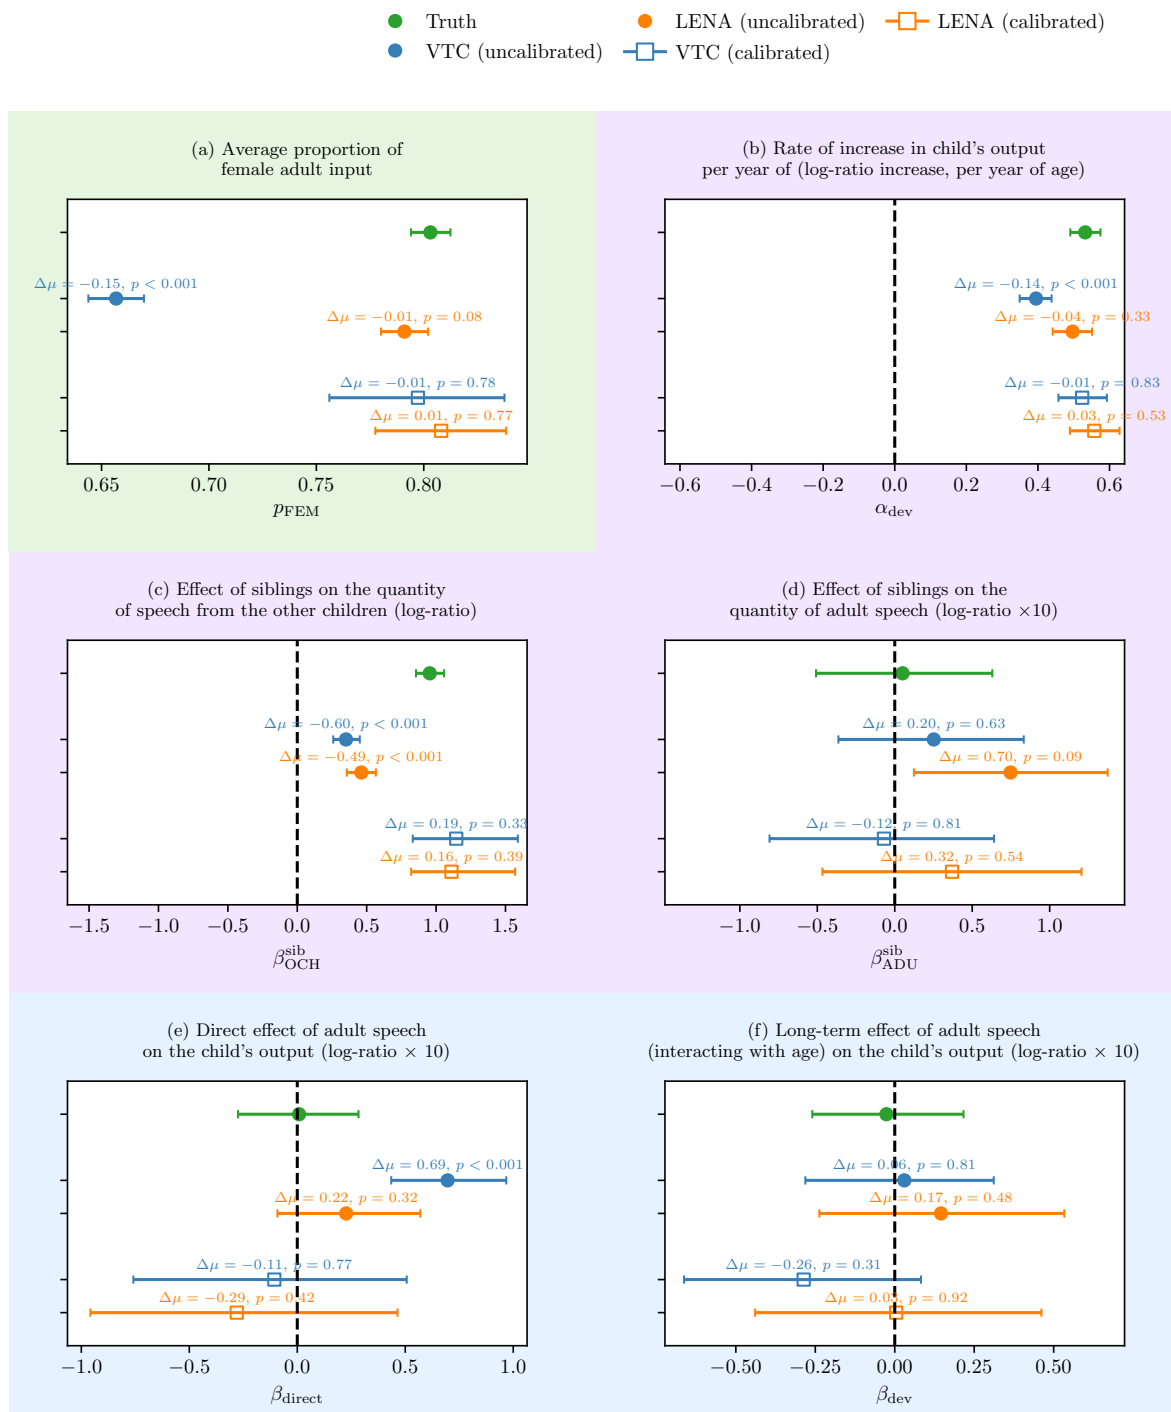 Truth
LENA (uncalibrated)
LENA (calibrated)
VTC (uncalibrated)
VTC (calibrated)
(a) Average proportion of
female adult input
Δμ = −0.15, p < 0.001
Δμ = −0.01, p = 0.08
Δμ = −0.01, p = 0.78
Δμ = 0.01, p = 0.77
0.65 0.70 0.75 0.80
p_FEM
(b) Rate of increase in child's output
per year of (log-ratio increase, per year of age)
Δμ = −0.14, p < 0.001
Δμ = −0.04, p = 0.33
Δμ = −0.01, p = 0.83
Δμ = 0.03, p = 0.53
−0.6 −0.4 −0.2 0.0 0.2 0.4 0.6
α_dev
(c) Effect of siblings on the quantity
of speech from the other children (log-ratio)
Δμ = −0.60, p < 0.001
Δμ = −0.49, p < 0.001
Δμ = 0.19, p = 0.33
Δμ = 0.16, p = 0.39
−1.5 −1.0 −0.5 0.0 0.5 1.0 1.5
β^sib_OCH
(d) Effect of siblings on the
quantity of adult speech (log-ratio ×10)
Δμ = 0.20, p = 0.63
Δμ = 0.70, p = 0.09
Δμ = −0.12, p = 0.81
Δμ = 0.32, p = 0.54
−1.0 −0.5 0.0 0.5 1.0
β^sib_ADU
(e) Direct effect of adult speech
on the child's output (log-ratio × 10)
Δμ = 0.69, p < 0.001
Δμ = 0.22, p = 0.32
Δμ = −0.11, p = 0.77
Δμ = −0.29, p = 0.42
−1.0 −0.5 0.0 0.5 1.0
β_direct
(f) Long-term effect of adult speech
(interacting with age) on the child's output (log-ratio × 10)
Δμ = 0.06, p = 0.81
Δμ = 0.17, p = 0.48
Δμ = −0.26, p = 0.31
Δμ = p = 0.92
−0.50 −0.25 0.00 0.25 0.50
β_dev